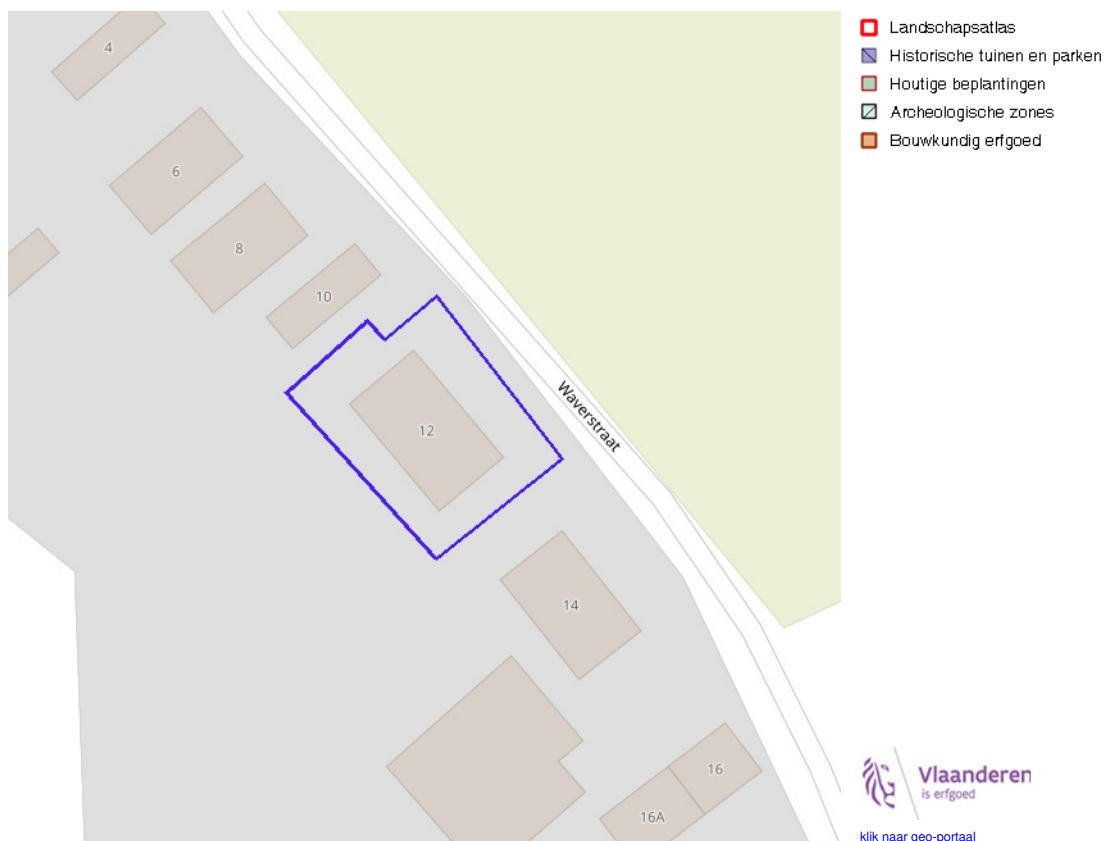 4
6
8
10
12
Waverstraat
14
16
16A
Landschapsatlas
Historische tuinen en parken
Houtige beplantingen
Archeologische zones
Bouwkundig erfgoed
Vlaanderen
is erfgoed
klik naar geo-portaal